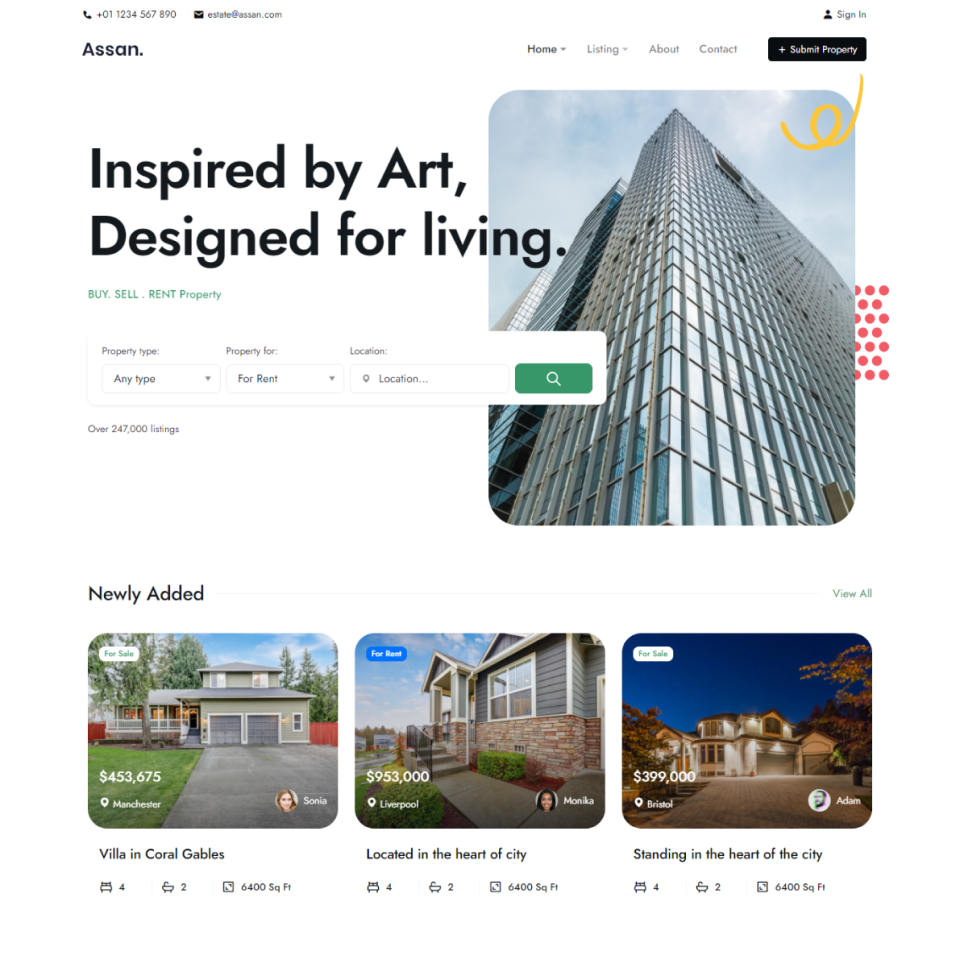 +01 1234 567 890 estate@assan.com Sign In
Assan. Home Listing About Contact + Submit Property
Inspired by Art,
Designed for living.
BUY. SELL . RENT Property
Property type: Property for: Location:
Any type For Rent Location...
Over 247,000 listings
Newly Added View All
For Sale For Rent For Sale
$453,675 $953,000 $399,000
Manchester Sonia Liverpool Monika Bristol Adam
Villa in Coral Gables Located in the heart of city Standing in the heart of the city
4 2 6400 Sq Ft 4 2 6400 Sq Ft 4 2 6400 Sq Ft